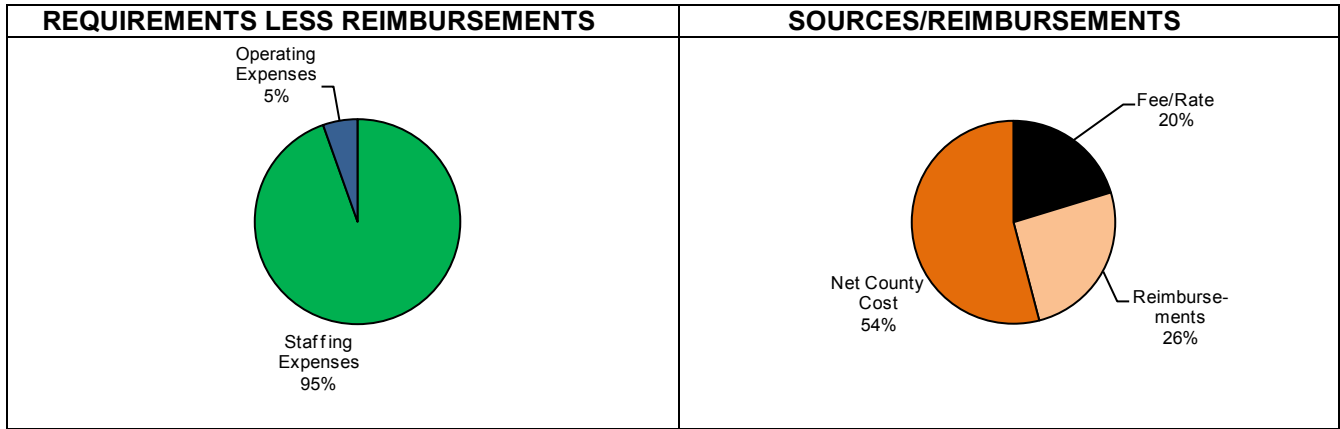 REQUIREMENTS LESS REIMBURSEMENTS
Operating
Expenses
5%
Staffing
Expenses
95%
SOURCES/REIMBURSEMENTS
Fee/Rate
20%
Net County
Cost
54%
Reimburse-
ments
26%